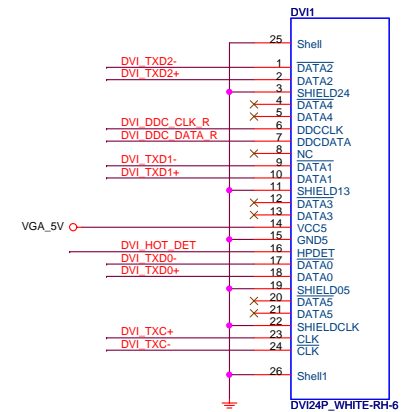 DVI1
25 Shell
DVI_TXD2- 1 DATA2
DVI_TXD2+ 2 DATA2
3 SHIELD24
4 DATA4
5 DATA4
DVI_DDC_CLK_R 6 DDCCLK
DVI_DDC_DATA_R 7 DDCDATA
8 NC
DVI_TXD1- 9 DATA1
DVI_TXD1+ 10 DATA1
11 SHIELD13
12 DATA3
13 DATA3
VGA_5V 14 VCC5
15 GND5
DVI_HOT_DET 16 HPDET
DVI_TXD0- 17 DATA0
DVI_TXD0+ 18 DATA0
19 SHIELD05
20 DATA5
21 DATA5
22 SHIELDCLK
DVI_TXC+ 23 CLK
DVI_TXC- 24 CLK
26 Shell1
DVI24P_WHITE-RH-6